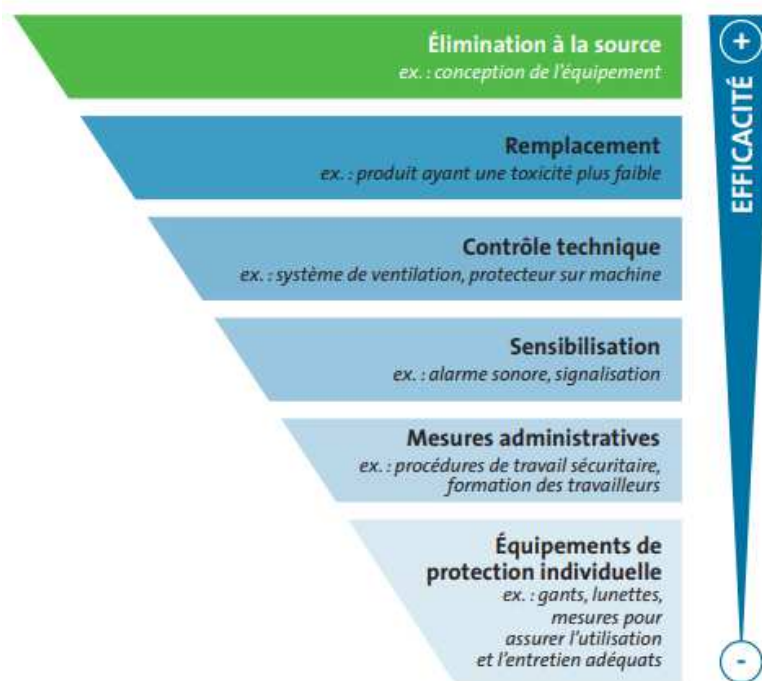 Élimination à la source
ex. : conception de l'équipement
Remplacement
ex. : produit ayant une toxicité plus faible
Contrôle technique
ex. : système de ventilation, protecteur sur machine
Sensibilisation
ex. : alarme sonore, signalisation
Mesures administratives
ex. : procédures de travail sécuritaire,
formation des travailleurs
Équipements de
protection individuelle
ex. : gants, lunettes,
mesures pour
assurer l'utilisation
et l'entretien adéquats
+
EFFICACITÉ
-